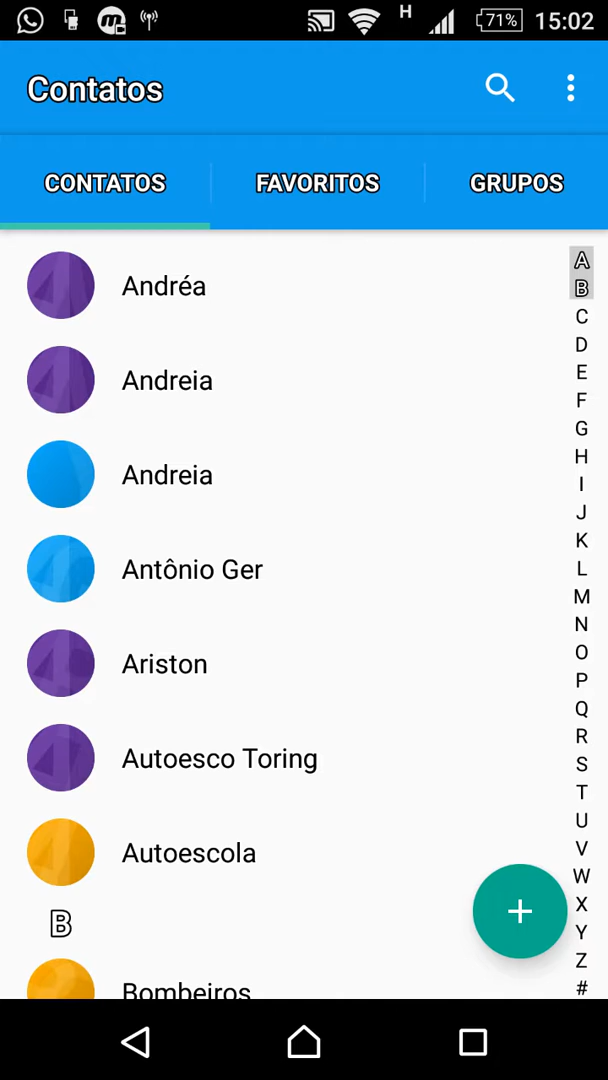 H 71% 15:02
Contatos
CONTATOS FAVORITOS GRUPOS
Andréa
Andreia
Andreia
Antônio Ger
Ariston
Autoesco Toring
Autoescola
B
Bombeiros
A
B
C
D
E
F
G
H
I
J
K
L
M
N
O
P
Q
R
S
T
U
V
W
X
Y
Z
#